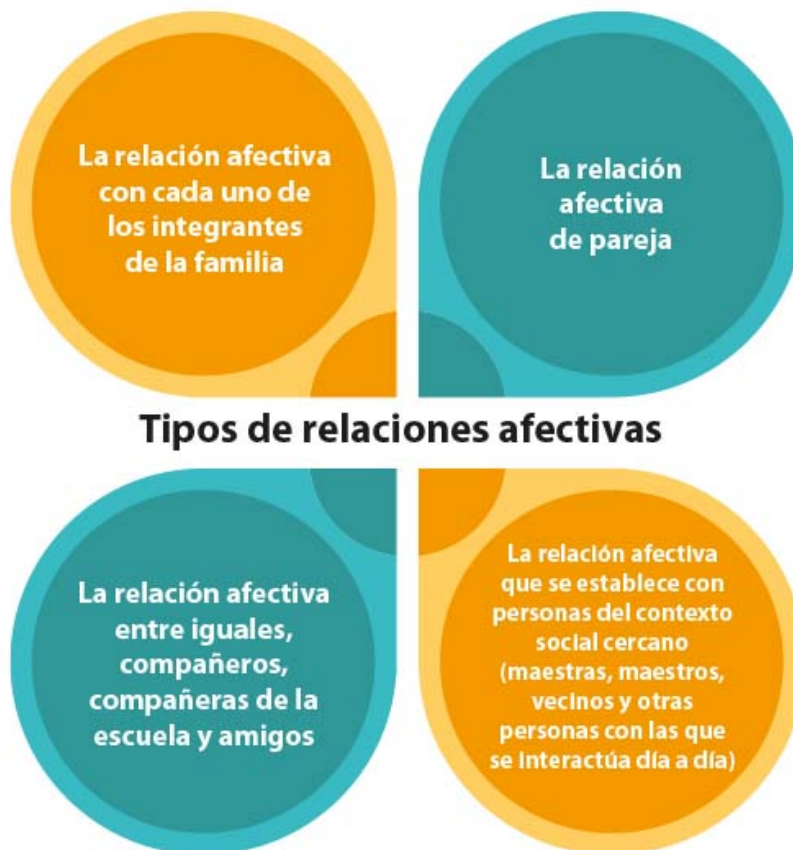 La relación afectiva
con cada uno de
los integrantes
de la familia
La relación
afectiva
de pareja
Tipos de relaciones afectivas
La relación afectiva
entre iguales,
compañeros,
compañeras de la
escuela y amigos
La relación afectiva
que se establece con
personas del contexto
social cercano
(maestras, maestros,
vecinos y otras
personas con las que
se interactúa día a día)